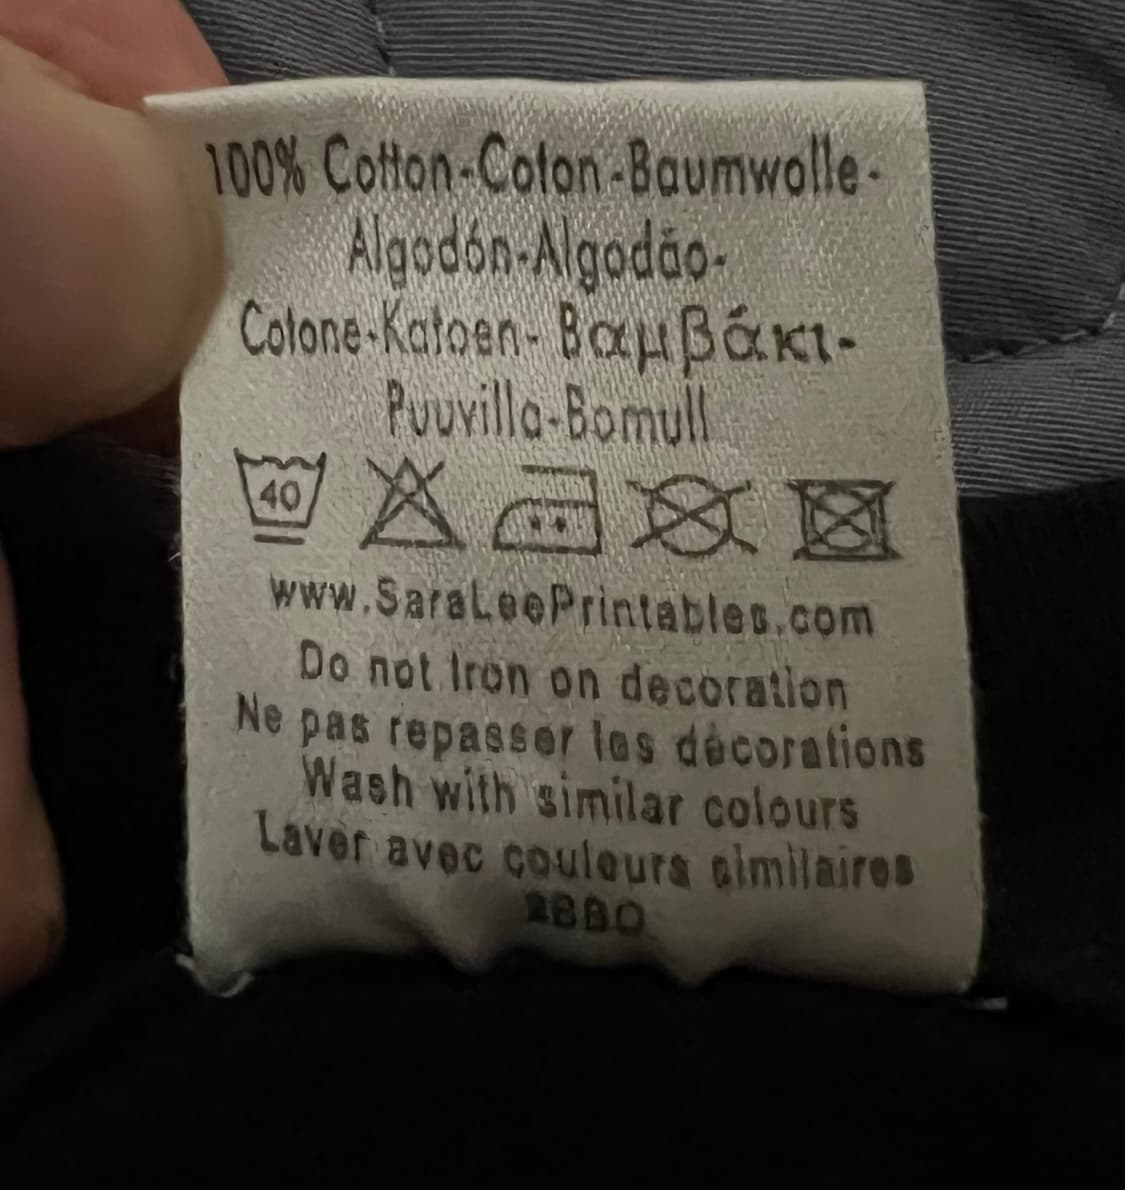 100% Cotton-Coton-Baumwolle-
Algodón-Algodão-
Cotone-Katoen- Βαμβάκι-
Puuvilla-Bomull
40
www.SaraLeePrintables.com
Do not Iron on decoration
Ne pas repasser les décorations
Wash with similar colours
Laver avec couleurs similaires